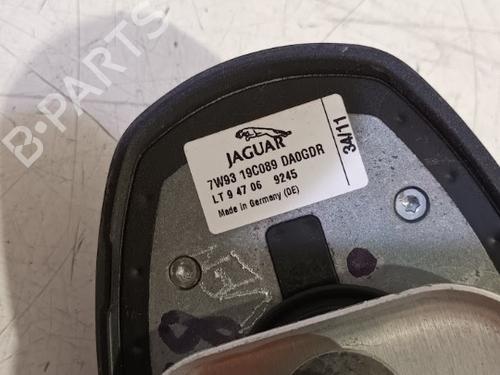 B-PARTS
JAGUAR
7W93 19C089 DA0GDR
LT 9 47 06 9245
Made in Germany (DE)
34/11